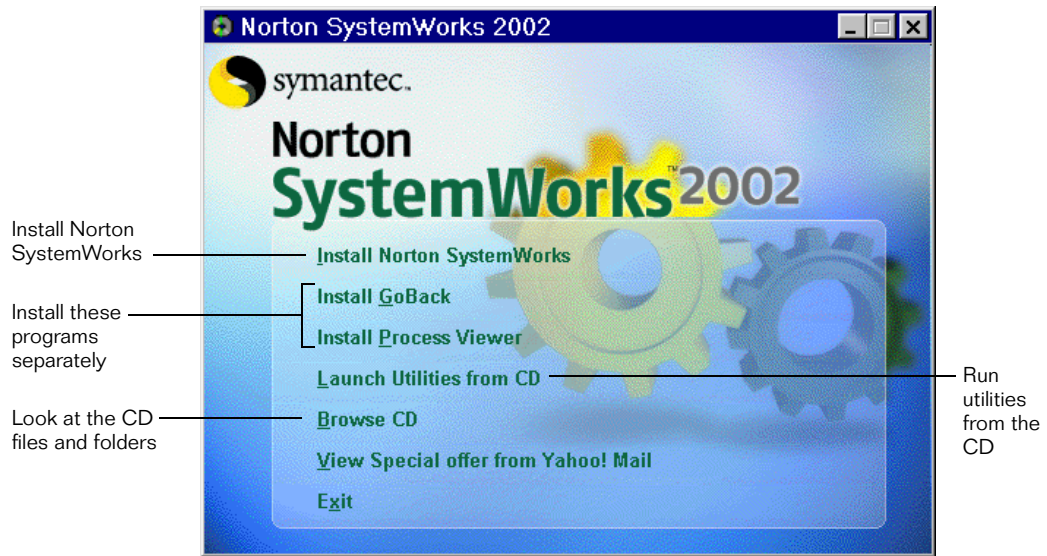 Norton SystemWorks 2002
symantec.
Norton
SystemWorks™2002
Install Norton
SystemWorks
Install Norton SystemWorks
Install these
programs
separately
Install GoBack
Install Process Viewer
Launch Utilities from CD
Run
utilities
from the
CD
Look at the CD
files and folders
Browse CD
View Special offer from Yahoo! Mail
Exit